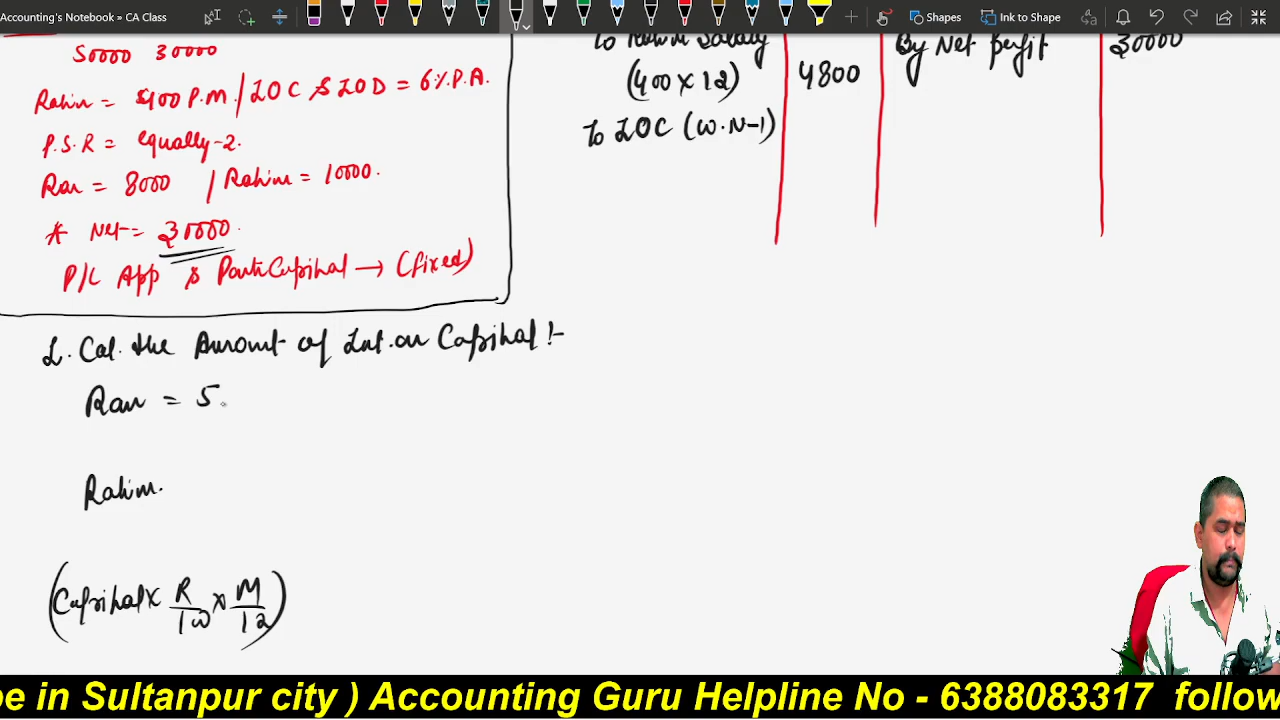 Accounting's Notebook » CA Class
Shapes
Ink to Shape
50000 30000
Rahim = 400 P.M / IOC & IOD = 6% P.A.
P.S.R = equally-2.
Ram = 8000 / Rahim = 10000.
* Net = 30000.
P/L App & Partr Capital → (fixed)
1. Cal. the Amount of Int. on Capital :-
Ram = 5
Rahim.
(Capital × R/100 × M/12)
To Rahim Salary
(400 × 12) 4800
To IOC (W.N-1)
By Net profit 30000
pe in Sultanpur city ) Accounting Guru Helpline No - 6388083317 follow